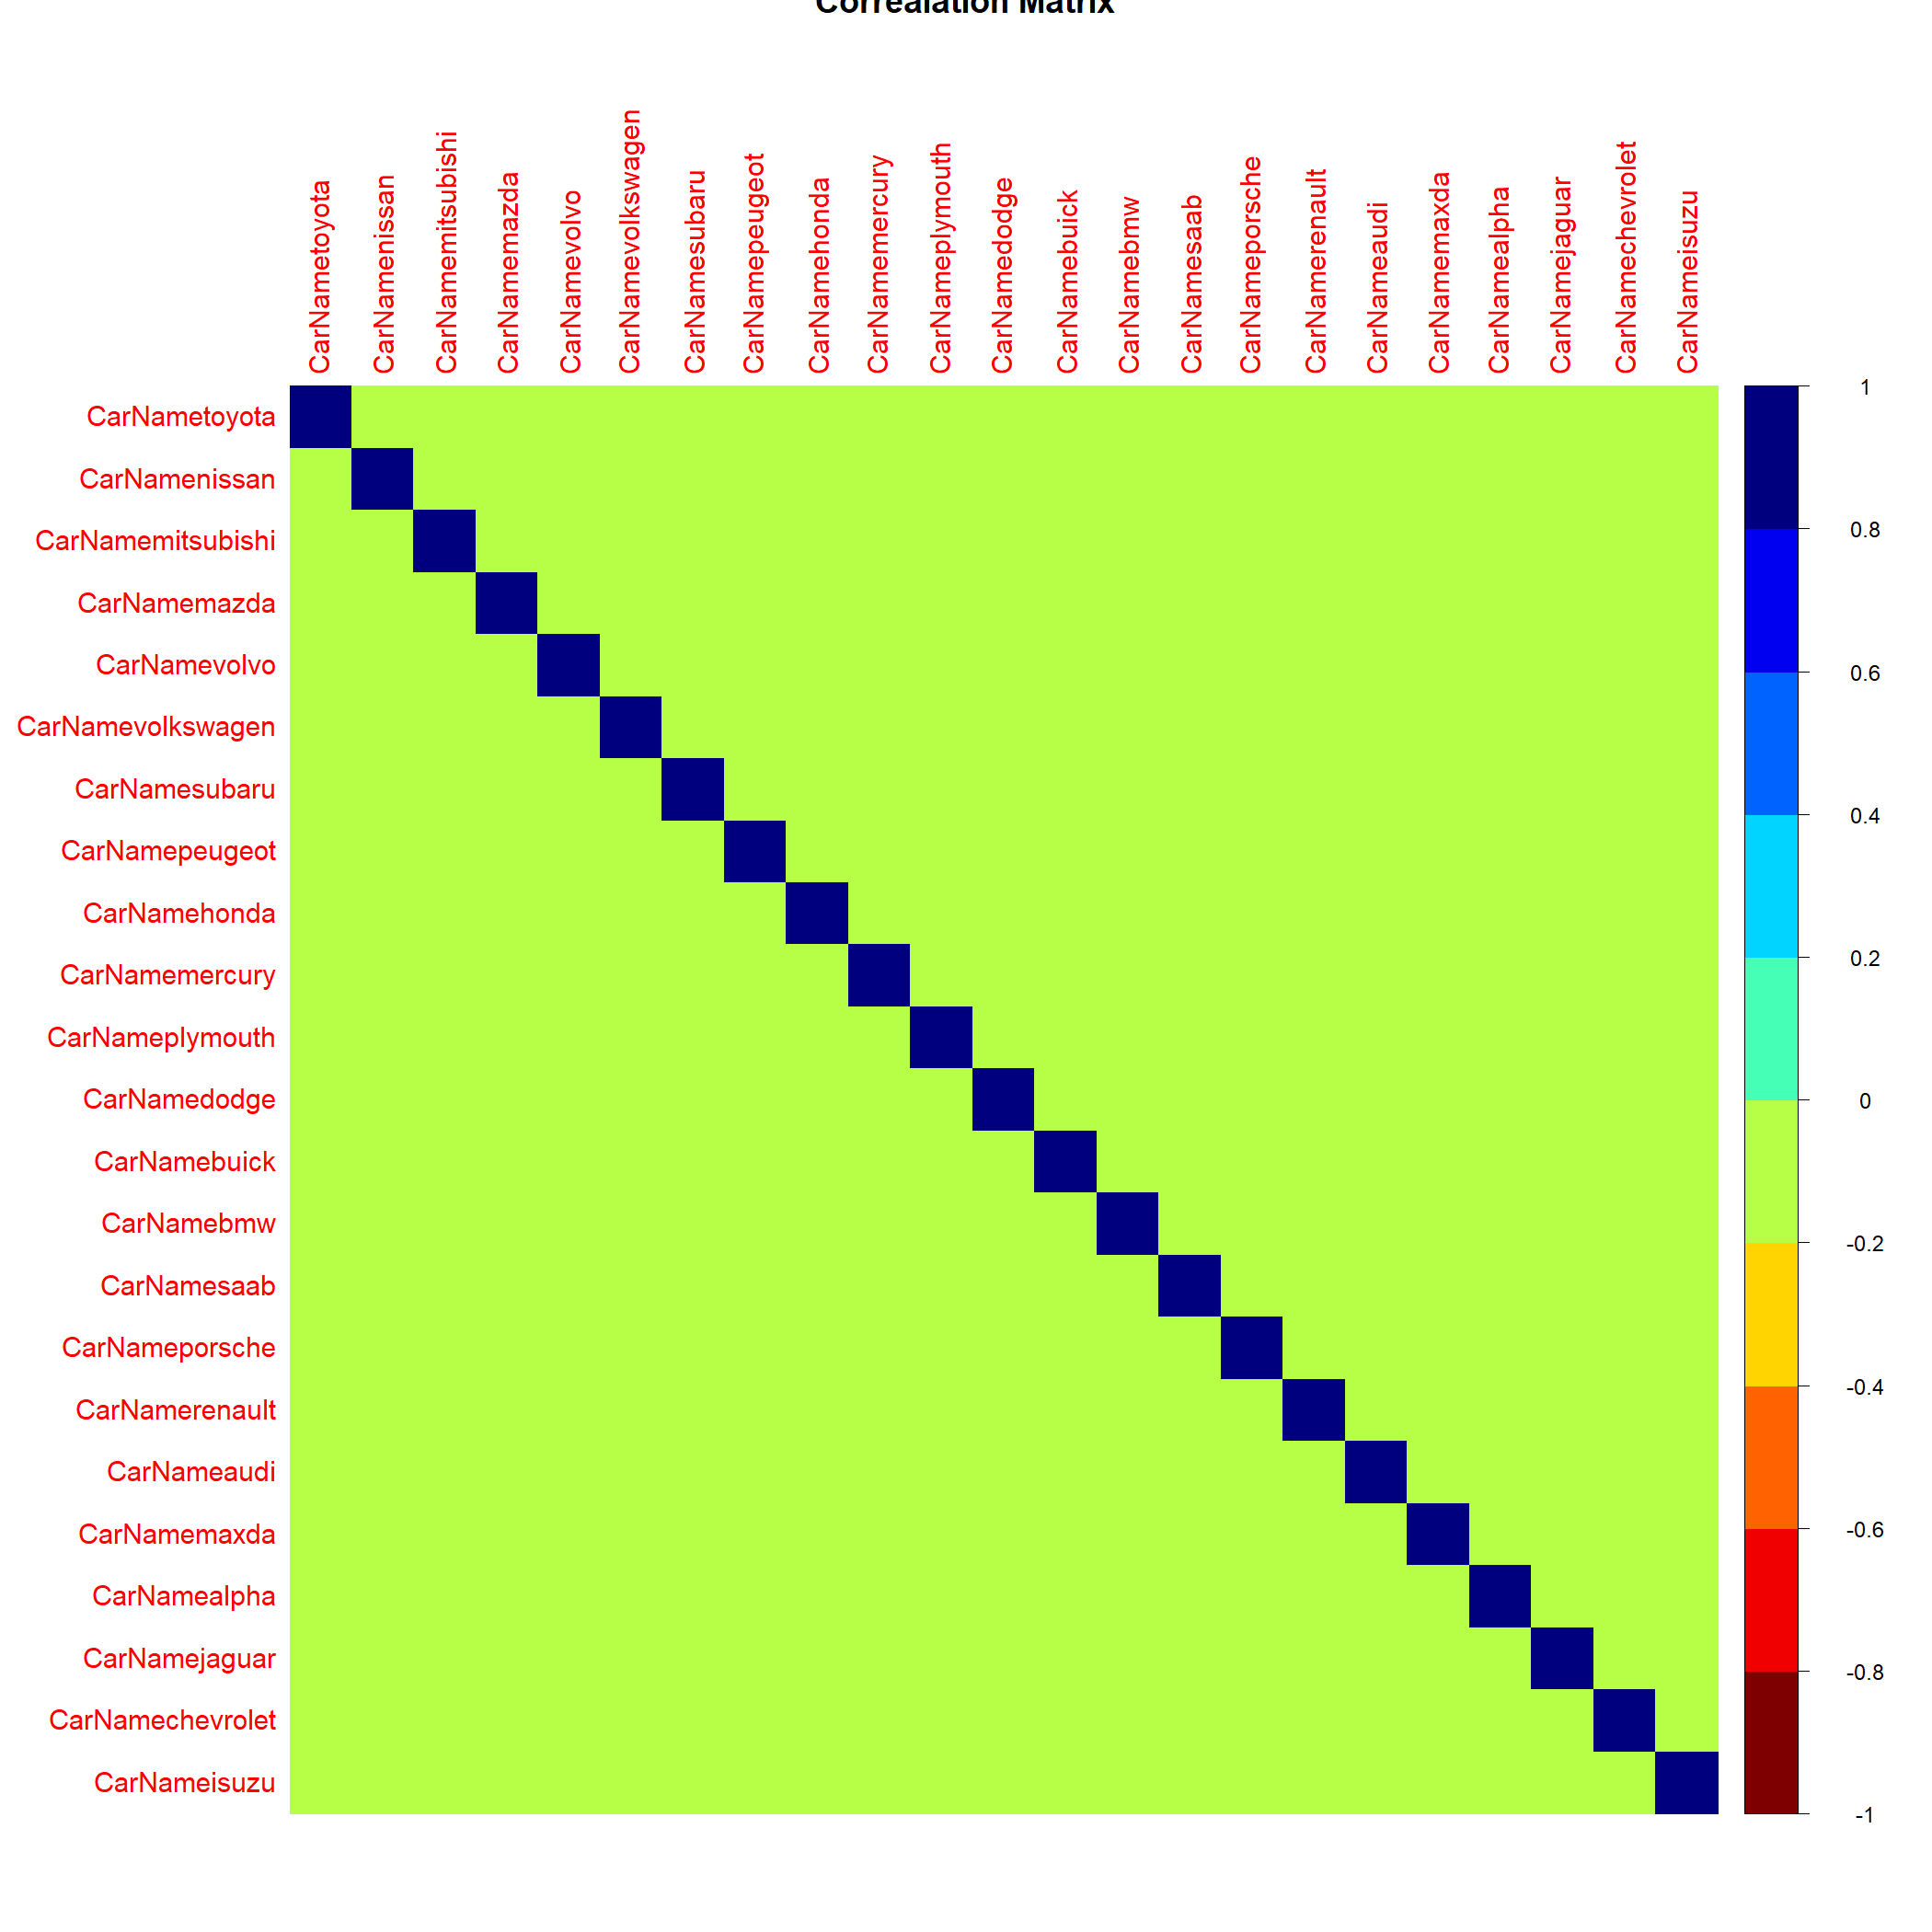 Correalation Matrix
CarNametoyota
CarNamenissan
CarNamemitsubishi
CarNamemazda
CarNamevolvo
CarNamevolkswagen
CarNamesubaru
CarNamepeugeot
CarNamehonda
CarNamemercury
CarNameplymouth
CarNamedodge
CarNamebuick
CarNamebmw
CarNamesaab
CarNameporsche
CarNamerenault
CarNameaudi
CarNamemaxda
CarNamealpha
CarNamejaguar
CarNamechevrolet
CarNameisuzu
CarNametoyota
CarNamenissan
CarNamemitsubishi
CarNamemazda
CarNamevolvo
CarNamevolkswagen
CarNamesubaru
CarNamepeugeot
CarNamehonda
CarNamemercury
CarNameplymouth
CarNamedodge
CarNamebuick
CarNamebmw
CarNamesaab
CarNameporsche
CarNamerenault
CarNameaudi
CarNamemaxda
CarNamealpha
CarNamejaguar
CarNamechevrolet
CarNameisuzu
1
0.8
0.6
0.4
0.2
0
-0.2
-0.4
-0.6
-0.8
-1